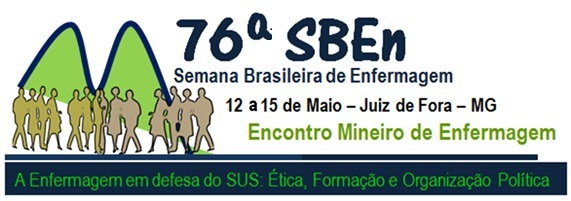 76ª SBEn
Semana Brasileira de Enfermagem
12 a 15 de Maio – Juiz de Fora – MG
Encontro Mineiro de Enfermagem
A Enfermagem em defesa do SUS: Ética, Formação e Organização Política